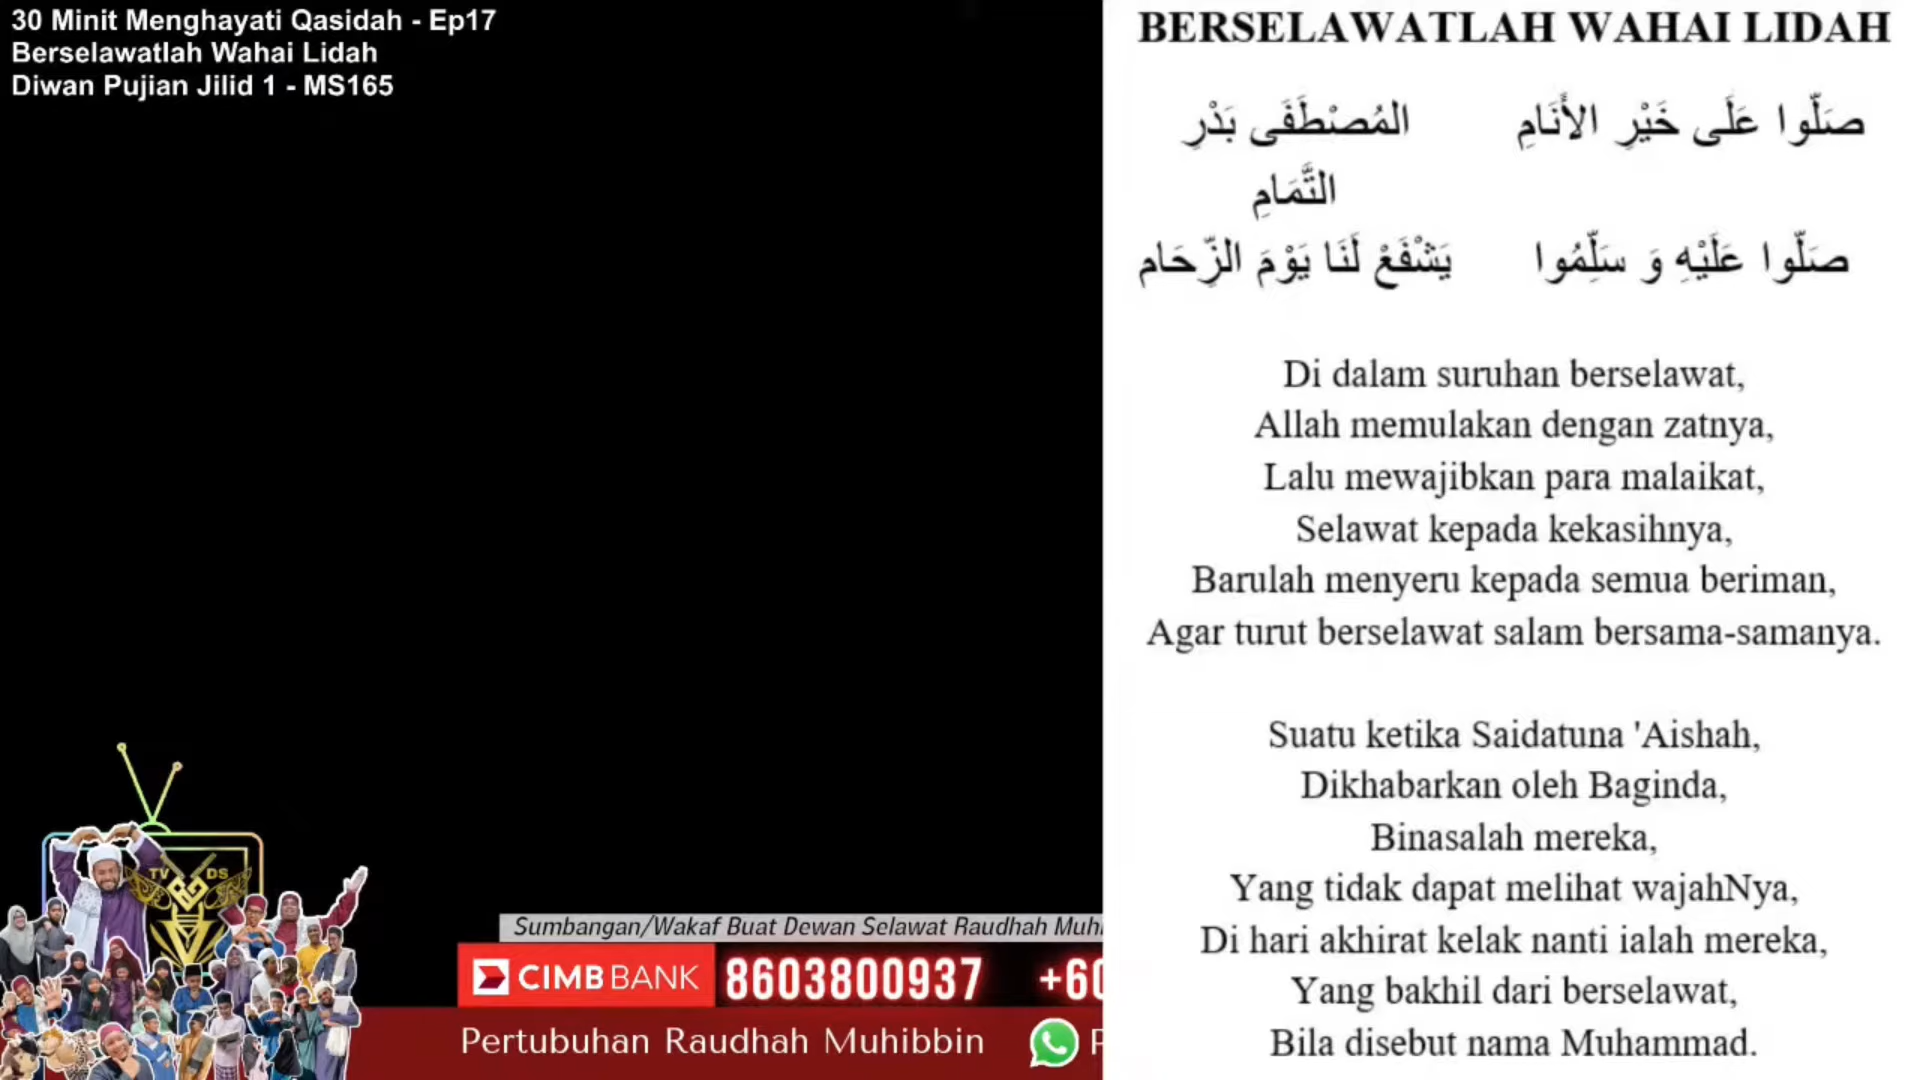 30 Minit Menghayati Qasidah - Ep17
Berselawatlah Wahai Lidah
Diwan Pujian Jilid 1 - MS165
BERSELAWATLAH WAHAI LIDAH
صَلُّوا عَلَى خَيْرِ الأَنَامِ المُصْطَفَى بَدْرِ
التَّمَامِ
صَلُّوا عَلَيْهِ وَ سَلِّمُوا يَشْفَعْ لَنَا يَوْمَ الزِّحَام
Di dalam suruhan berselawat,
Allah memulakan dengan zatnya,
Lalu mewajibkan para malaikat,
Selawat kepada kekasihnya,
Barulah menyeru kepada semua beriman,
Agar turut berselawat salam bersama-samanya.
Suatu ketika Saidatuna 'Aishah,
Dikhabarkan oleh Baginda,
Binasalah mereka,
Yang tidak dapat melihat wajahNya,
Di hari akhirat kelak nanti ialah mereka,
Yang bakhil dari berselawat,
Bila disebut nama Muhammad.
TV DS
Sumbangan/Wakaf Buat Dewan Selawat Raudhah Muh
CIMB BANK 8603800937 +60
Pertubuhan Raudhah Muhibbin